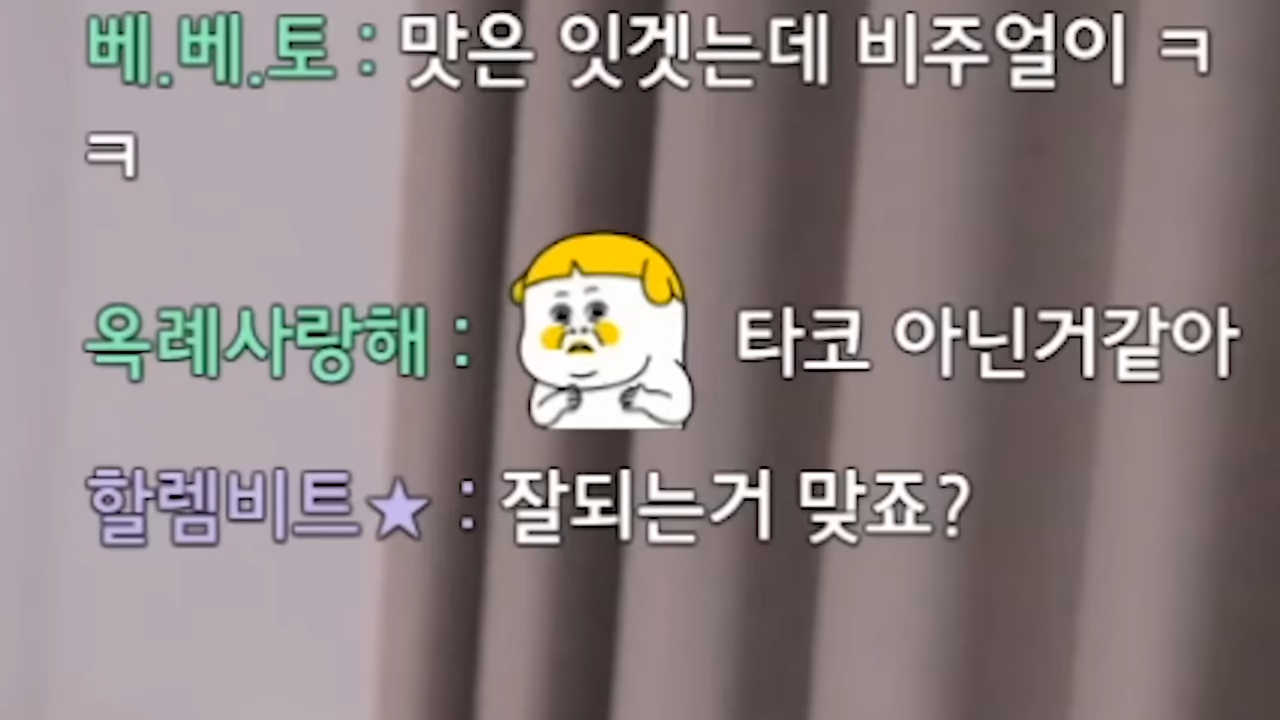 베.베.토 : 맛은 잇겟는데 비주얼이 ㅋ
ㅋ
옥례사랑해 : 타코 아닌거같아
할렘비트★ : 잘되는거 맞죠?